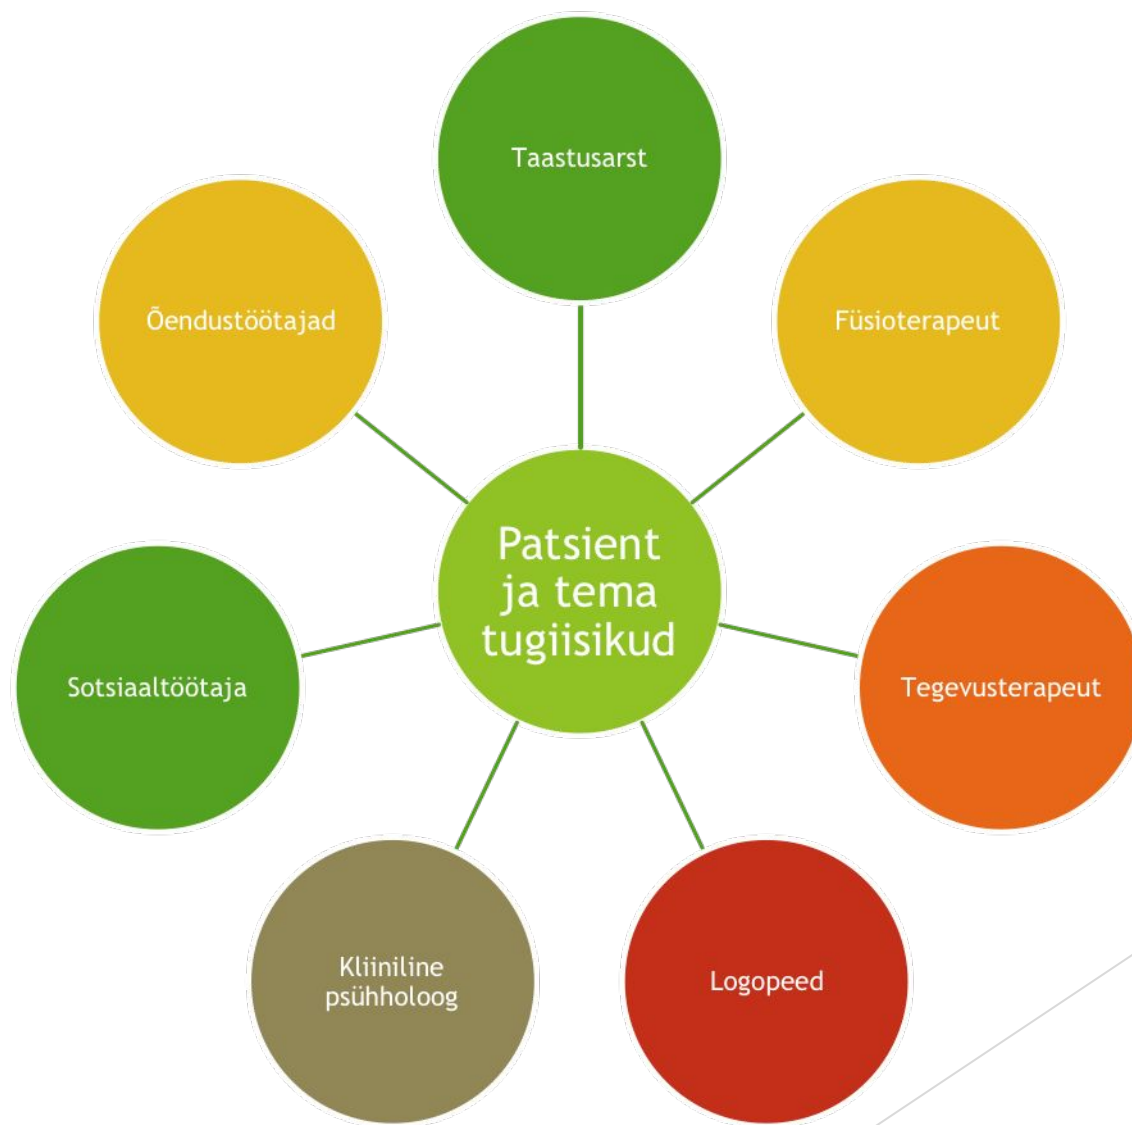 Taastusarst
Õendustöötajad
Füsioterapeut
Patsient
ja tema
tugiisikud
Sotsiaaltöötaja
Tegevusterapeut
Kliiniline
psühholoog
Logopeed